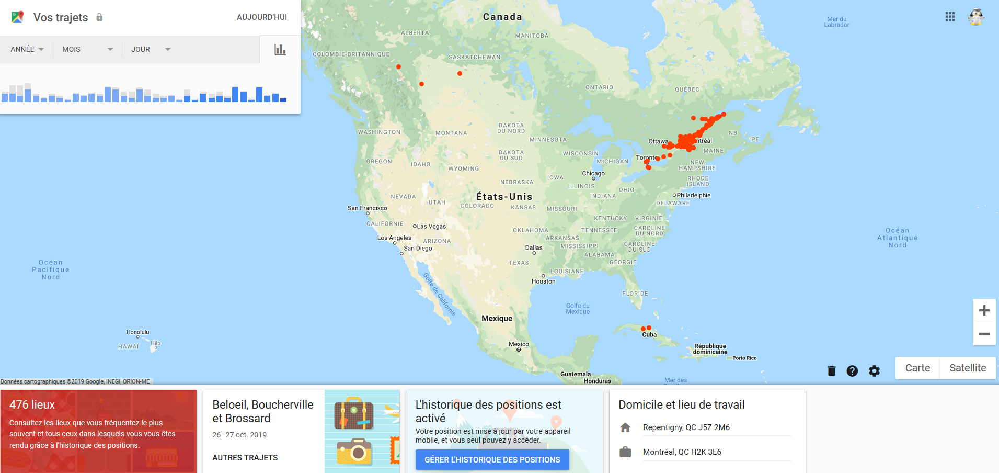 Vos trajets
AUJOURD'HUI
ANNÉE
MOIS
JOUR
Canada
ALBERTA
MANITOBA
COLOMBIE-BRITANNIQUE
SASKATCHEWAN
ONTARIO
QUÉBEC
Mer du
Labrador
WASHINGTON
MONTANA
DAKOTA
DU NORD
MINNESOTA
Ottawa
ntréal
NB
PE
MAINE
OREGON
IDAHO
WYOMING
DAKOTA
DU SUD
WISCONSIN
MICHIGAN
Toronto
NEW
HAMPSHIRE
Chicago
IOWA
NEBRASKA
ILLINOIS
INDIANA
OHIO
RHODE
ISLAND
Philadelphie
DELAWARE
NEVADA
UTAH
États-Unis
COLORADO
KANSAS
MISSOURI
KENTUCKY
VIRGINIE
San Francisco
CALIFORNIE
Las Vegas
OKLAHOMA
TENNESSEE
CAROLINE
DU NORD
Los Angeles
ARIZONA
ARKANSAS
MISSISSIPPI
CAROLINE
DU SUD
San Diego
Dallas
ALABAMA
GÉORGIE
TEXAS
LOUISIANE
Houston
FLORIDE
Golfe de Californie
Golfe du
Mexique
Mexique
Cuba
Mexico
République
dominicaine
Porto Rico
Guatemala
Honduras
Mer des
Océan
Pacifique
Nord
Océan
Atlantique
Nord
Honolulu
HAWAÏ
Hilo
Carte
Satellite
Données cartographiques ©2019 Google, INEGI, ORION-ME
476 lieux
Consultez les lieux que vous fréquentez le plus
souvent et tous ceux dans lesquels vous vous êtes
rendu grâce à l'historique des positions.
Beloeil, Boucherville
et Brossard
26–27 oct. 2019
AUTRES TRAJETS
L'historique des positions est
activé
Votre position est mise à jour par votre appareil
mobile, et vous seul pouvez y accéder.
GÉRER L'HISTORIQUE DES POSITIONS
Domicile et lieu de travail
Repentigny, QC J5Z 2M6
Montréal, QC H2K 3L6